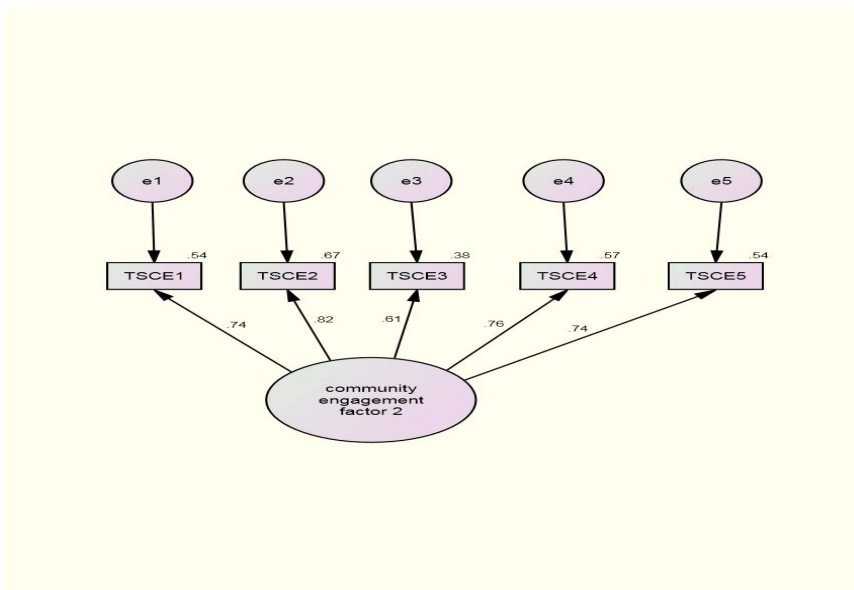 e1
e2
e3
e4
e5
.54
.67
.38
.57
.54
TSCE1
TSCE2
TSCE3
TSCE4
TSCE5
.74
.82
.61
.76
.74
community
engagement
factor 2